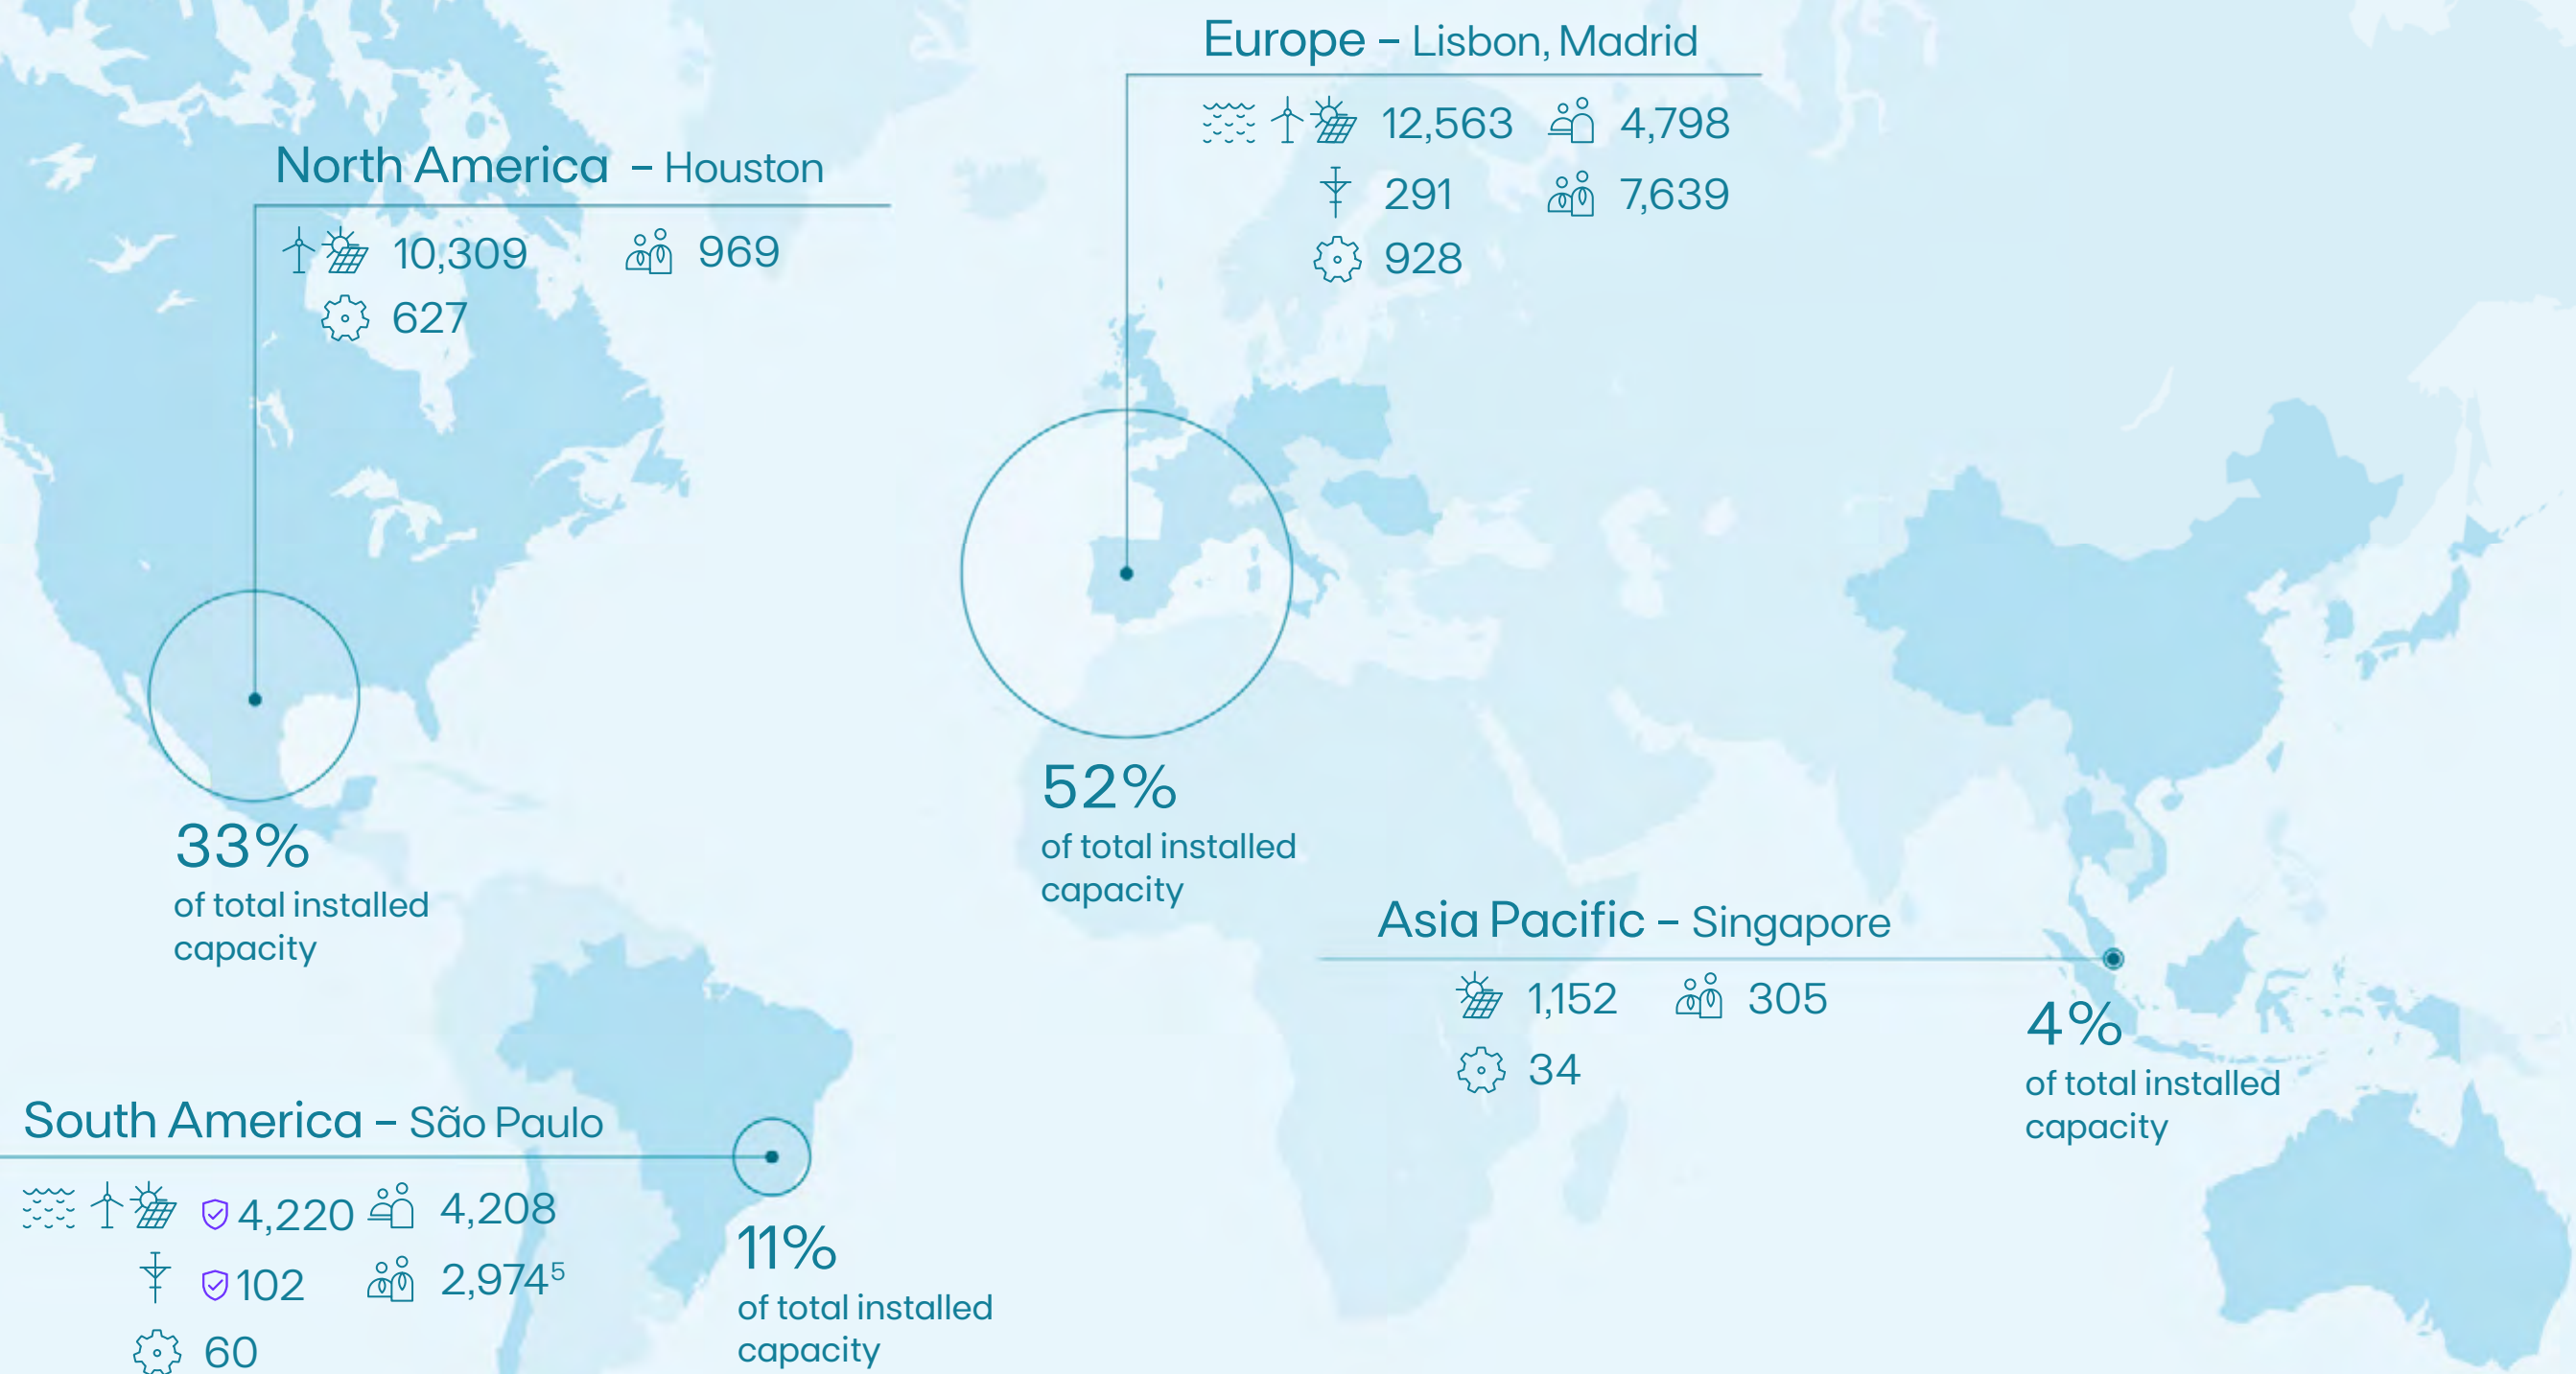 Europe – Lisbon, Madrid
12,563 4,798
291 7,639
928
North America – Houston
10,309 969
627
52%
of total installed
capacity
33%
of total installed
capacity
Asia Pacific – Singapore
1,152 305
34
4%
of total installed
capacity
South America – São Paulo
4,220 4,208
102 2,974⁵
60
11%
of total installed
capacity